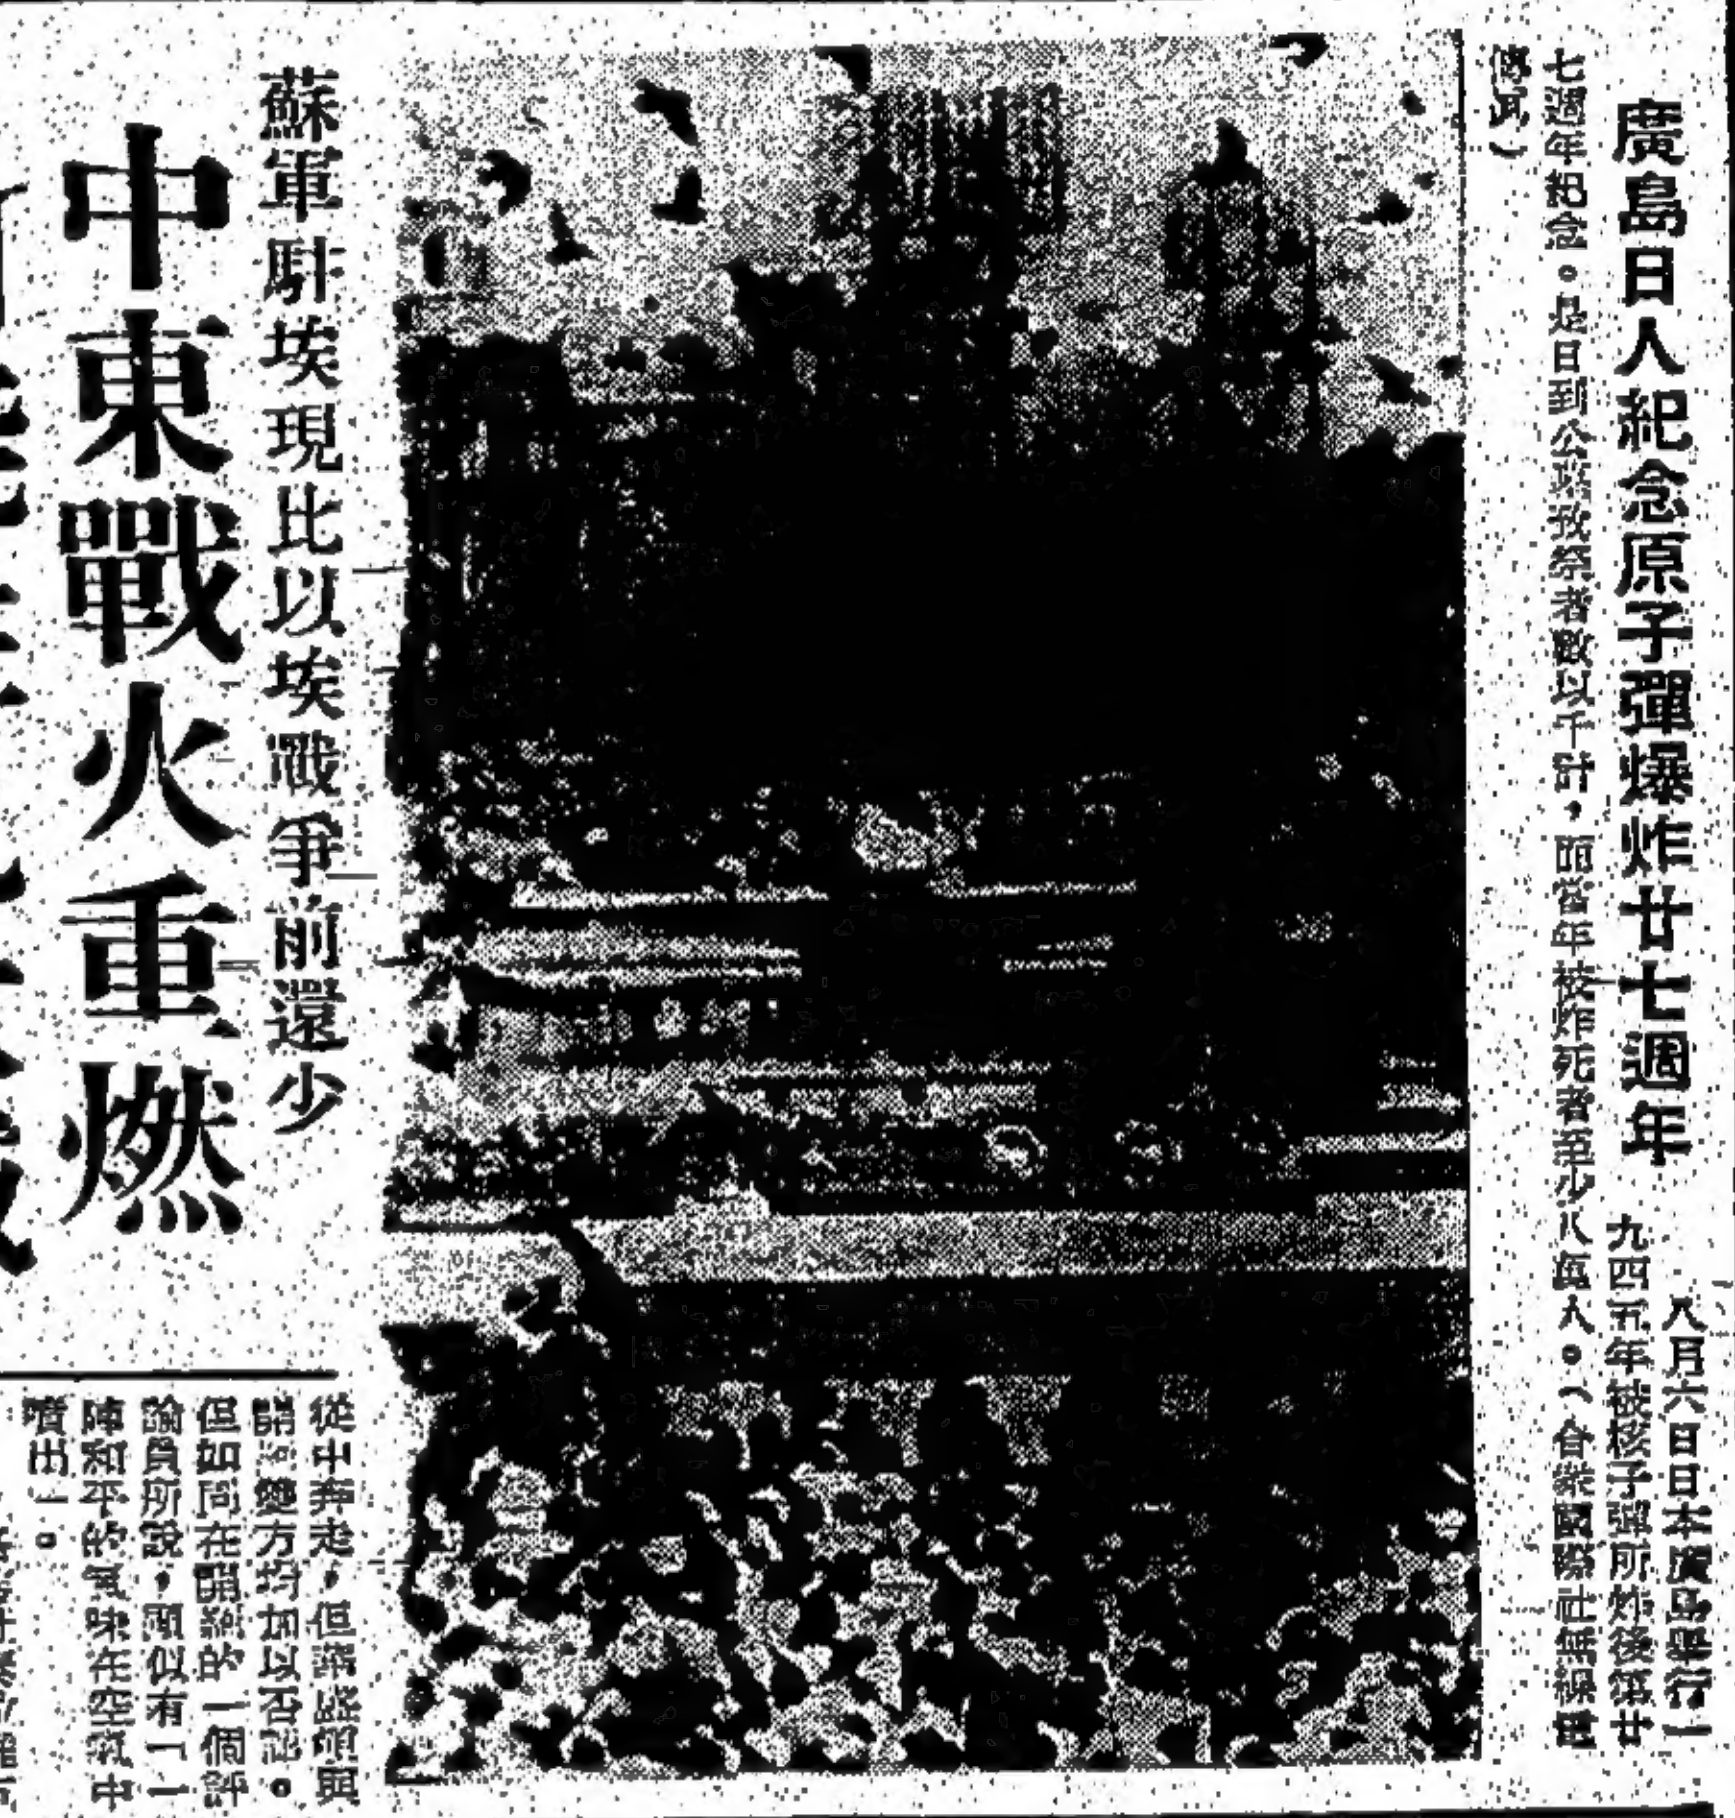 廣島日人紀念原子彈爆炸廿七週年
八月六日日本廣島舉行一
九四五年被核子彈所炸後第廿
七週年紀念。是日到公墓致祭者數以千計，而當年被炸死者至少八萬人。（合衆國際社無線電
傳真）
蘇軍駐埃現比以埃戰爭前還少
中東戰火重燃
從中奔走，但諾與
開羅雙方均加以否認。
但如同在開羅的一個評
論員所說，頭似有「一
陣和平的氣味在空氣中
噴出」。